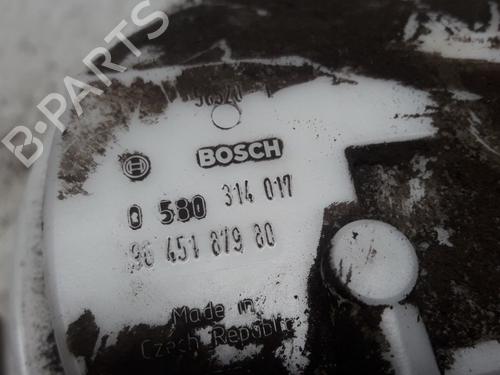 B-PARTS
BOSCH
0 580 314 017
96 451 879 80
Made in
Czech Republic